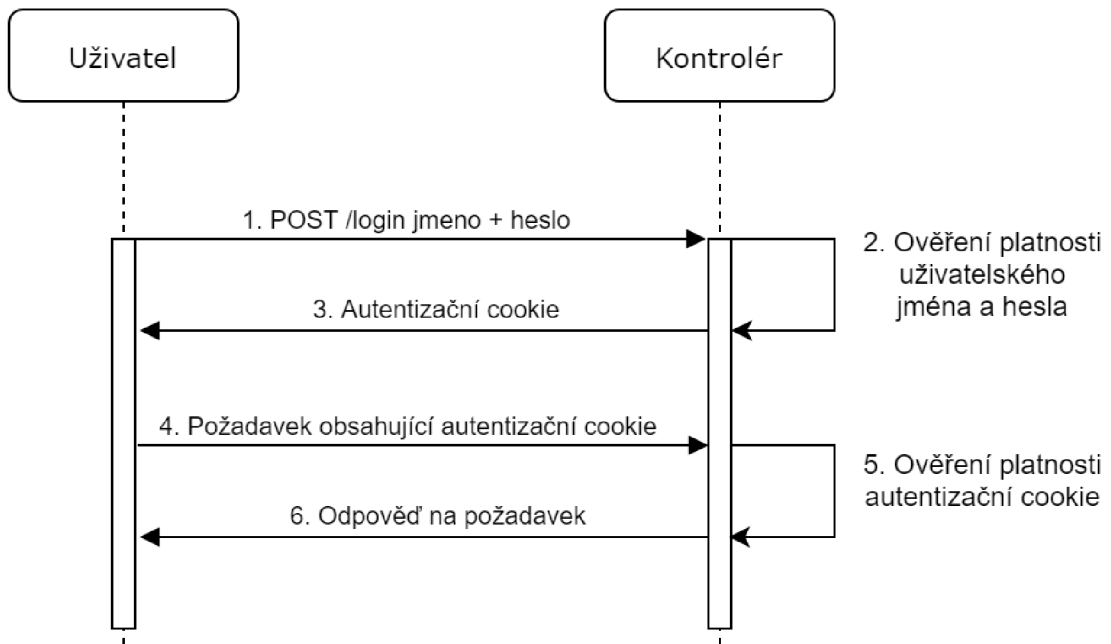 Uživatel
Kontrolér
1. POST /login jmeno + heslo
2. Ověření platnosti
uživatelského
jména a hesla
3. Autentizační cookie
4. Požadavek obsahující autentizační cookie
5. Ověření platnosti
autentizační cookie
6. Odpověď na požadavek